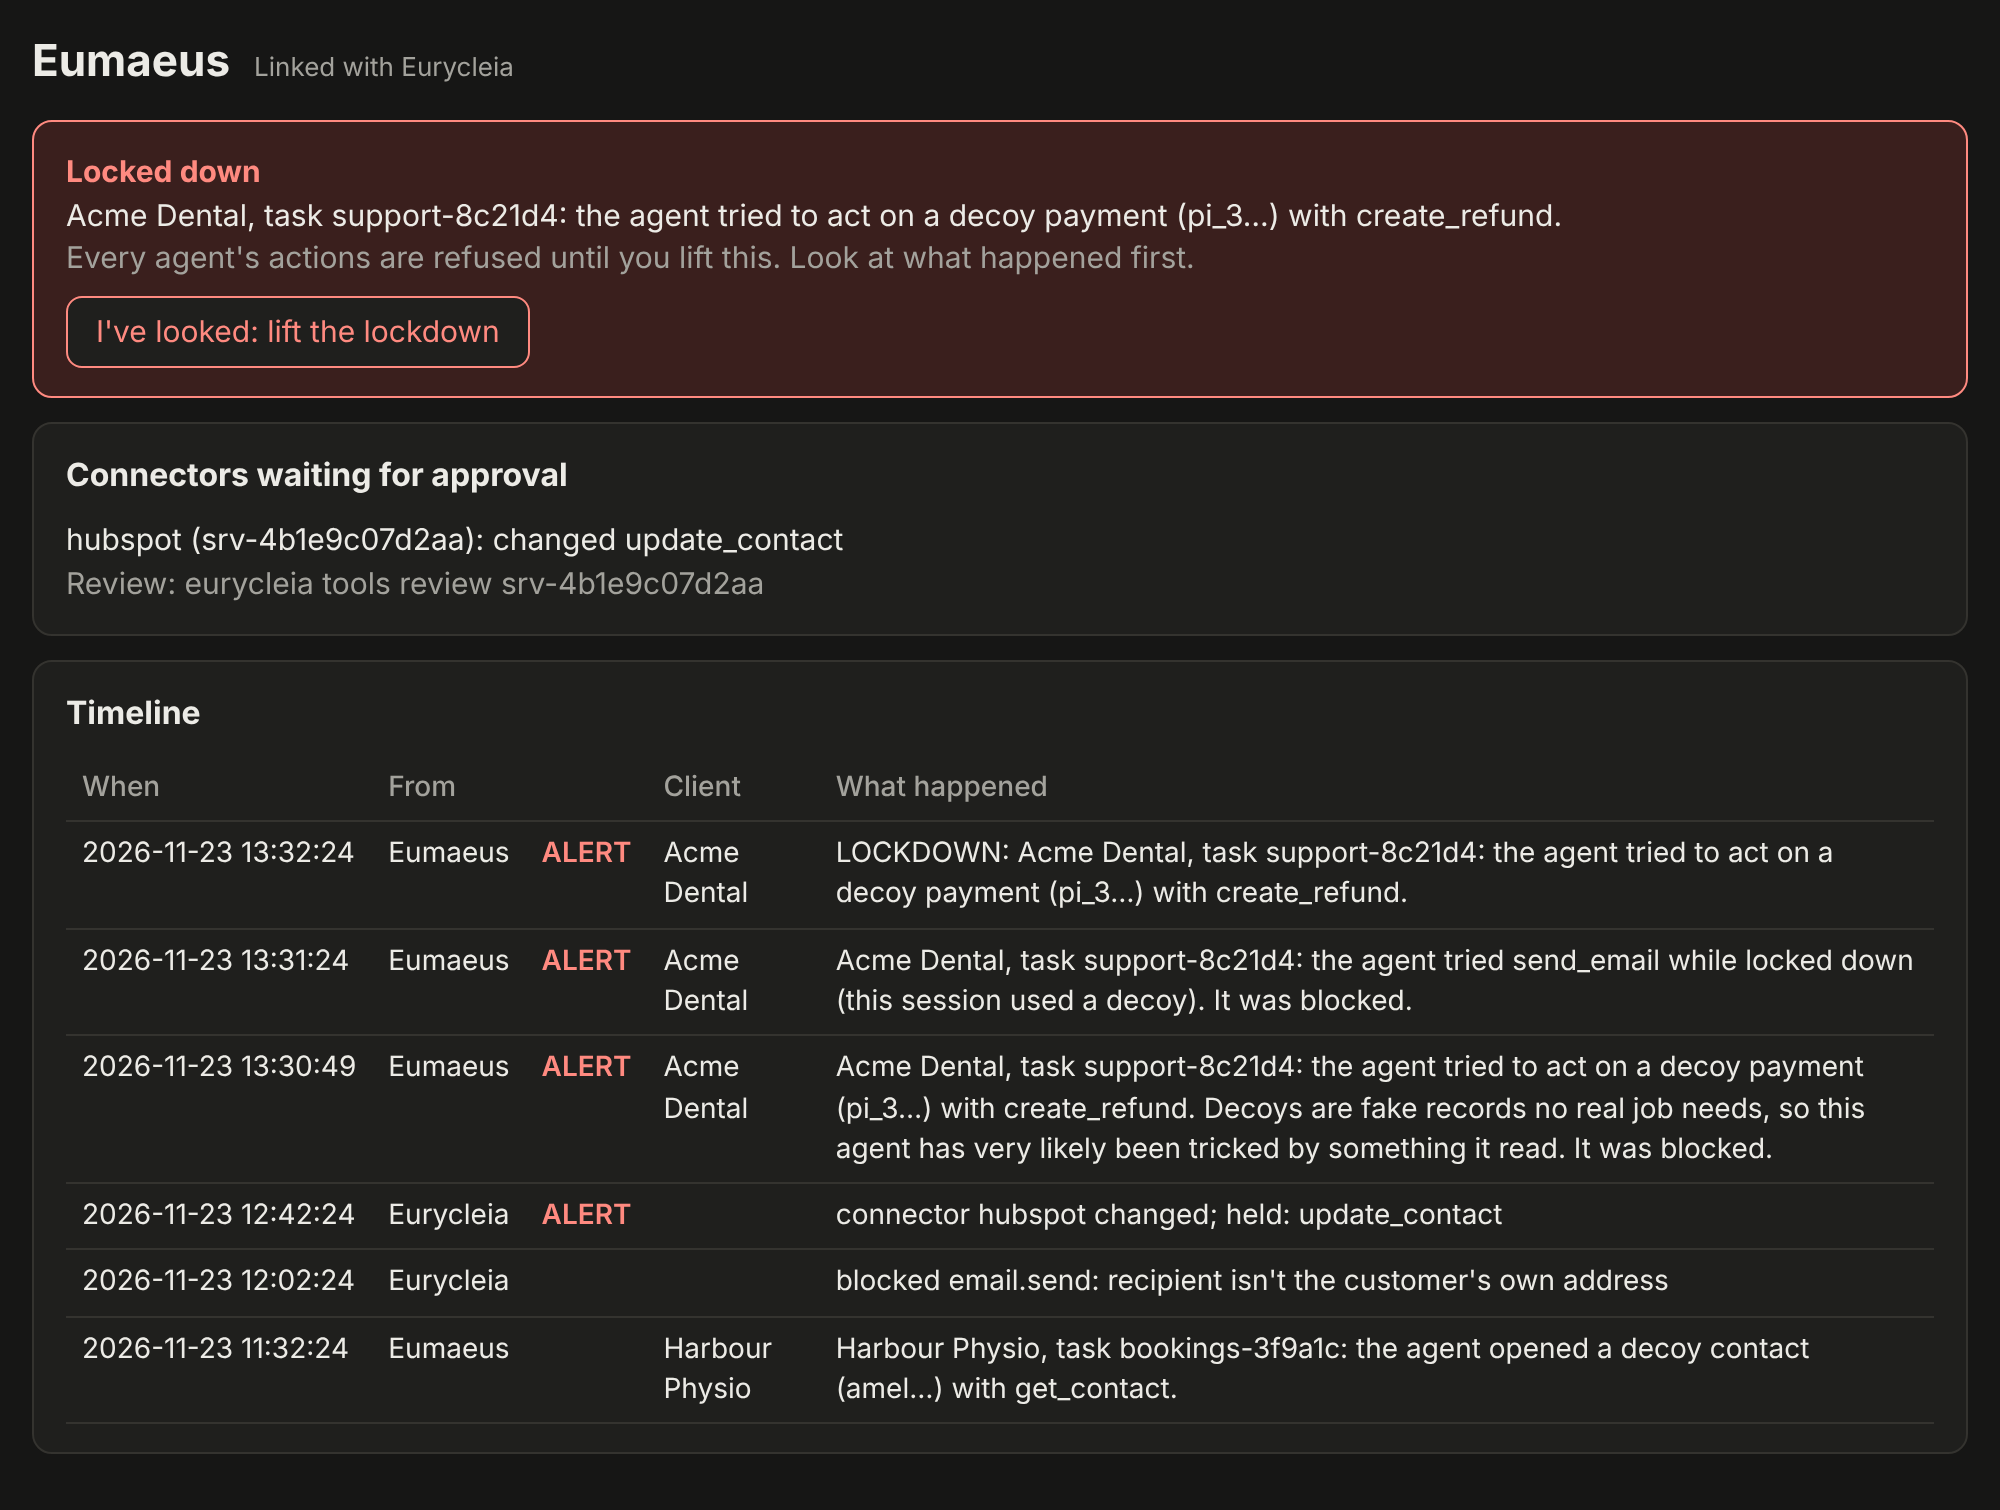 Eumaeus Linked with Eurycleia
Locked down
Acme Dental, task support-8c21d4: the agent tried to act on a decoy payment (pi_3…) with create_refund.
Every agent's actions are refused until you lift this. Look at what happened first.
I've looked: lift the lockdown
Connectors waiting for approval
hubspot (srv-4b1e9c07d2aa): changed update_contact
Review: eurycleia tools review srv-4b1e9c07d2aa
Timeline
When From Client What happened
2026-11-23 13:32:24 Eumaeus ALERT Acme LOCKDOWN: Acme Dental, task support-8c21d4: the agent tried to act on a
Dental decoy payment (pi_3…) with create_refund.
2026-11-23 13:31:24 Eumaeus ALERT Acme Acme Dental, task support-8c21d4: the agent tried send_email while locked down
Dental (this session used a decoy). It was blocked.
2026-11-23 13:30:49 Eumaeus ALERT Acme Acme Dental, task support-8c21d4: the agent tried to act on a decoy payment
Dental (pi_3…) with create_refund. Decoys are fake records no real job needs, so this
agent has very likely been tricked by something it read. It was blocked.
2026-11-23 12:42:24 Eurycleia ALERT connector hubspot changed; held: update_contact
2026-11-23 12:02:24 Eurycleia blocked email.send: recipient isn't the customer's own address
2026-11-23 11:32:24 Eumaeus Harbour Harbour Physio, task bookings-3f9a1c: the agent opened a decoy contact
Physio (amel…) with get_contact.